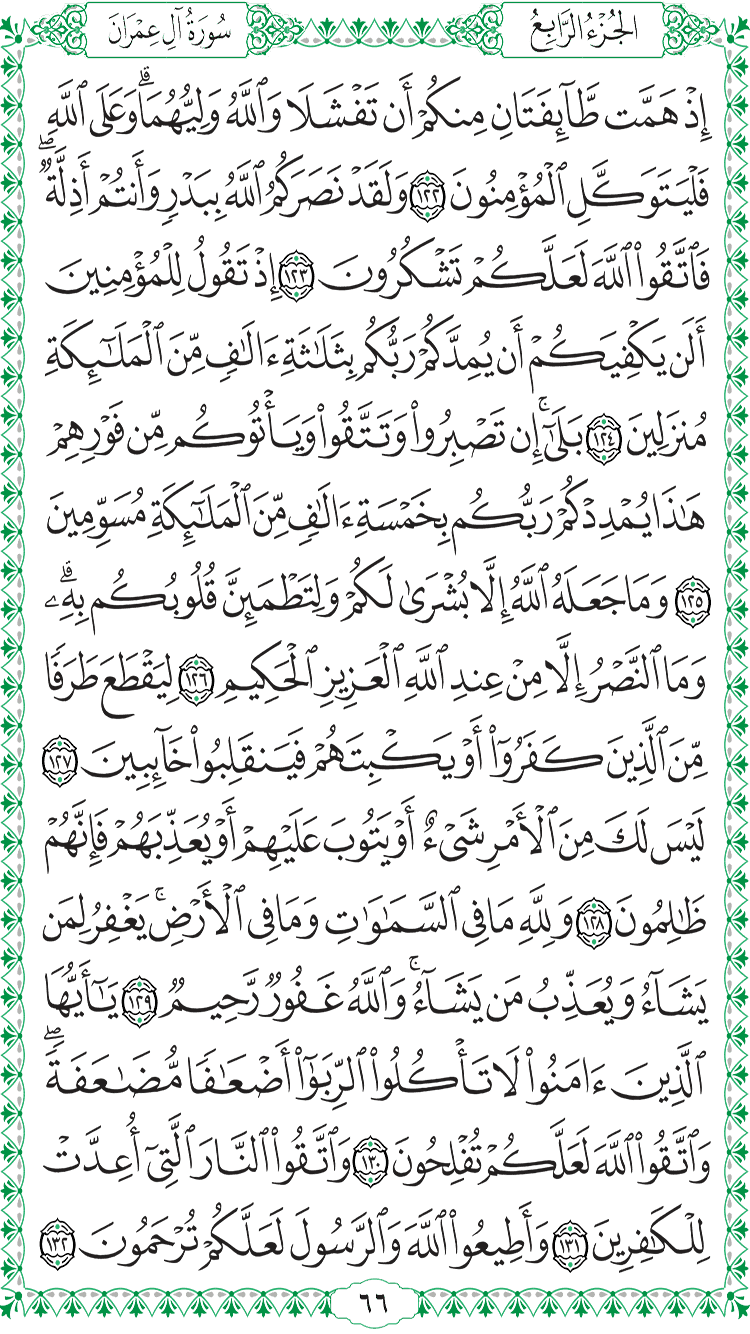 الجُزْءُ الرَّابِعُ
سُورَةُ آلِ عِمْرَانَ
إِذْ هَمَّت طَّآئِفَتَانِ مِنكُمْ أَن تَفْشَلَا وَٱللَّهُ وَلِيُّهُمَاۗ وَعَلَى ٱللَّهِ
فَلْيَتَوَكَّلِ ٱلْمُؤْمِنُونَ ١٢٢ وَلَقَدْ نَصَرَكُمُ ٱللَّهُ بِبَدْرٍ وَأَنتُمْ أَذِلَّةٌۖ
فَٱتَّقُوا۟ ٱللَّهَ لَعَلَّكُمْ تَشْكُرُونَ ١٢٣ إِذْ تَقُولُ لِلْمُؤْمِنِينَ
أَلَن يَكْفِيَكُمْ أَن يُمِدَّكُمْ رَبُّكُم بِثَلَٰثَةِ ءَالَٰفٍ مِّنَ ٱلْمَلَٰٓئِكَةِ
مُنزَلِينَ ١٢٤ بَلَىٰٓۚ إِن تَصْبِرُوا۟ وَتَتَّقُوا۟ وَيَأْتُوكُم مِّن فَوْرِهِمْ
هَٰذَا يُمْدِدْكُمْ رَبُّكُم بِخَمْسَةِ ءَالَٰفٍ مِّنَ ٱلْمَلَٰٓئِكَةِ مُسَوِّمِينَ
١٢٥ وَمَا جَعَلَهُ ٱللَّهُ إِلَّا بُشْرَىٰ لَكُمْ وَلِتَطْمَئِنَّ قُلُوبُكُم بِهِۦۗ
وَمَا ٱلنَّصْرُ إِلَّا مِنْ عِندِ ٱللَّهِ ٱلْعَزِيزِ ٱلْحَكِيمِ ١٢٦ لِيَقْطَعَ طَرَفًا
مِّنَ ٱلَّذِينَ كَفَرُوٓا۟ أَوْ يَكْبِتَهُمْ فَيَنقَلِبُوا۟ خَآئِبِينَ ١٢٧
لَيْسَ لَكَ مِنَ ٱلْأَمْرِ شَىْءٌ أَوْ يَتُوبَ عَلَيْهِمْ أَوْ يُعَذِّبَهُمْ فَإِنَّهُمْ
ظَٰلِمُونَ ١٢٨ وَلِلَّهِ مَا فِى ٱلسَّمَٰوَٰتِ وَمَا فِى ٱلْأَرْضِۚ يَغْفِرُ لِمَن
يَشَآءُ وَيُعَذِّبُ مَن يَشَآءُۚ وَٱللَّهُ غَفُورٌ رَّحِيمٌ ١٢٩ يَٰٓأَيُّهَا
ٱلَّذِينَ ءَامَنُوا۟ لَا تَأْكُلُوا۟ ٱلرِّبَوٰٓا۟ أَضْعَٰفًا مُّضَٰعَفَةًۖ
وَٱتَّقُوا۟ ٱللَّهَ لَعَلَّكُمْ تُفْلِحُونَ ١٣٠ وَٱتَّقُوا۟ ٱلنَّارَ ٱلَّتِىٓ أُعِدَّتْ
لِلْكَٰفِرِينَ ١٣١ وَأَطِيعُوا۟ ٱللَّهَ وَٱلرَّسُولَ لَعَلَّكُمْ تُرْحَمُونَ ١٣٢
٦٦